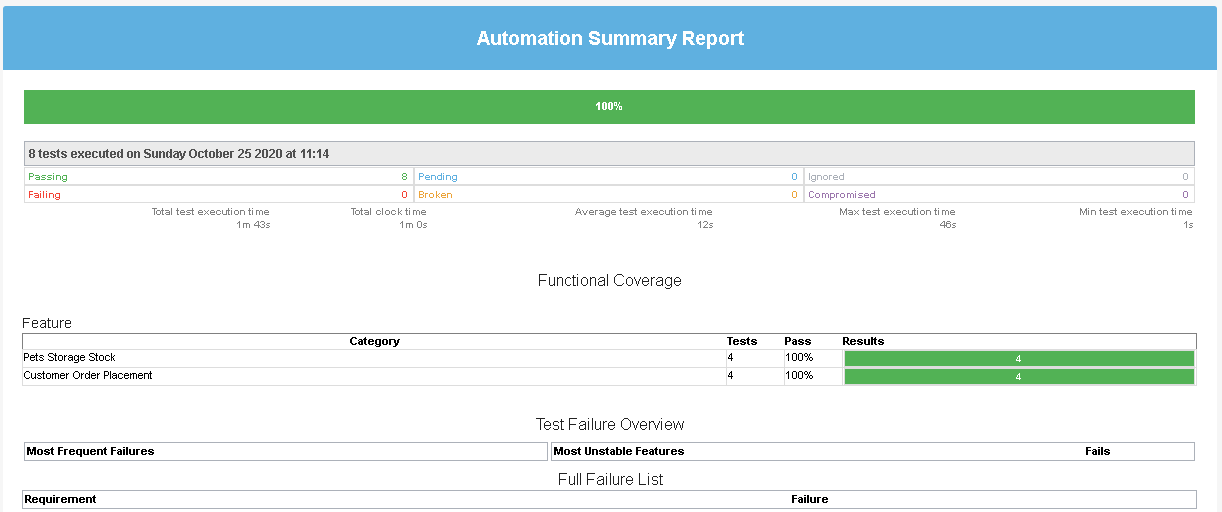 Automation Summary Report
100%
8 tests executed on Sunday October 25 2020 at 11:14
Passing 8 Pending 0 Ignored 0
Failing 0 Broken 0 Compromised 0
Total test execution time Total clock time Average test execution time Max test execution time Min test execution time
1m 43s 1m 0s 12s 46s 1s
Functional Coverage
Feature
Category Tests Pass Results
Pets Storage Stock 4 100% 4
Customer Order Placement 4 100% 4
Test Failure Overview
Most Frequent Failures Most Unstable Features Fails
Full Failure List
Requirement Failure